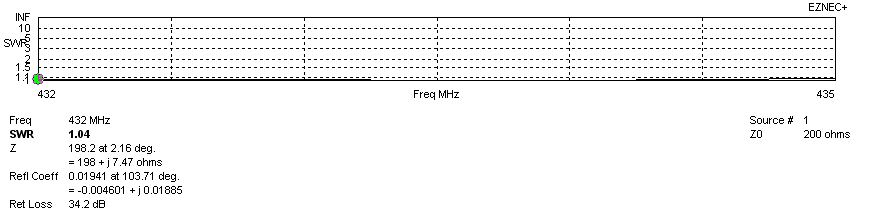 EZNEC+
INF
10
5
SWR
3
2
1.5
1.1
1
432
Freq MHz
435
Freq 432 MHz Source # 1
SWR 1.04 Z0 200 ohms
Z 198.2 at 2.16 deg.
= 198 + j 7.47 ohms
Refl Coeff 0.01941 at 103.71 deg.
= -0.004601 + j 0.01885
Ret Loss 34.2 dB